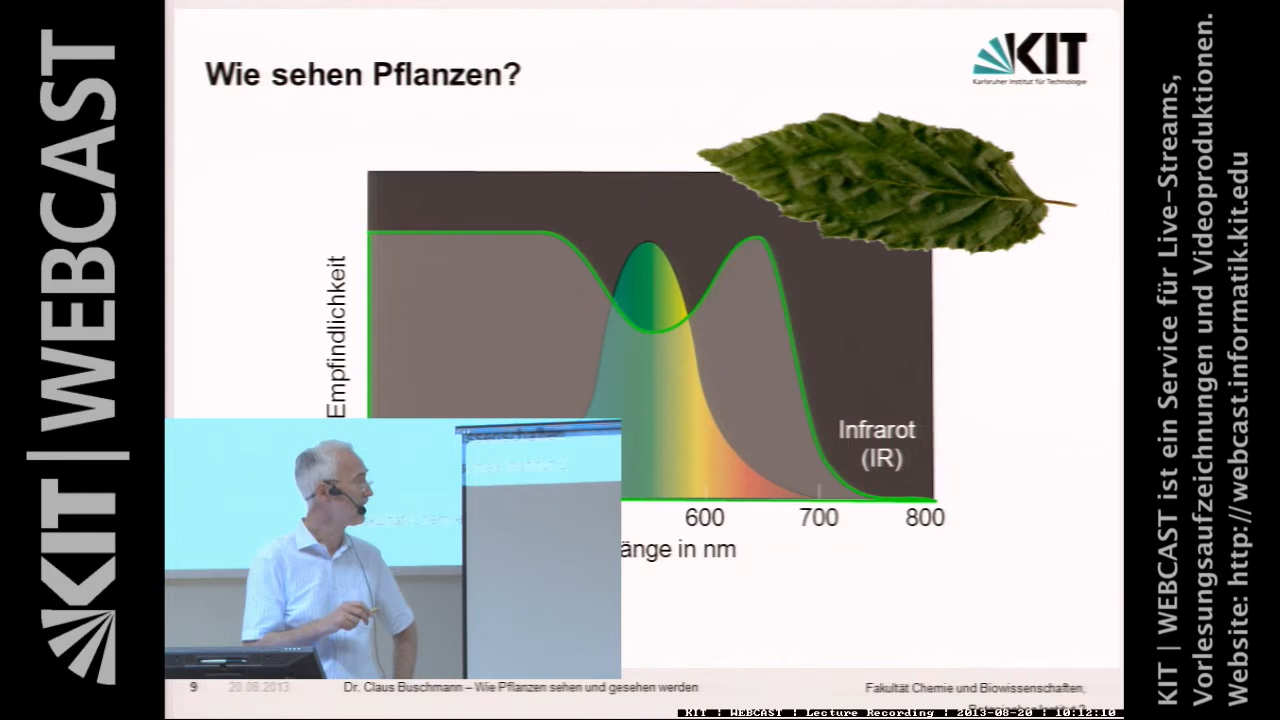 KIT | WEBCAST
Wie sehen Pflanzen?
KIT
Karlsruher Institut für Technologie
Empfindlichkeit
Infrarot
(IR)
600
700
800
änge in nm
9
20.08.2013
Dr. Claus Buschmann – Wie Pflanzen sehen und gesehen werden
Fakultät Chemie und Biowissenschaften,
KIT : WEBCAST : Lecture Recording : 2013-08-20 : 10:12:10
KIT | WEBCAST ist ein Service für Live-Streams,
Vorlesungsaufzeichnungen und Videoproduktionen.
Website: http://webcast.informatik.kit.edu